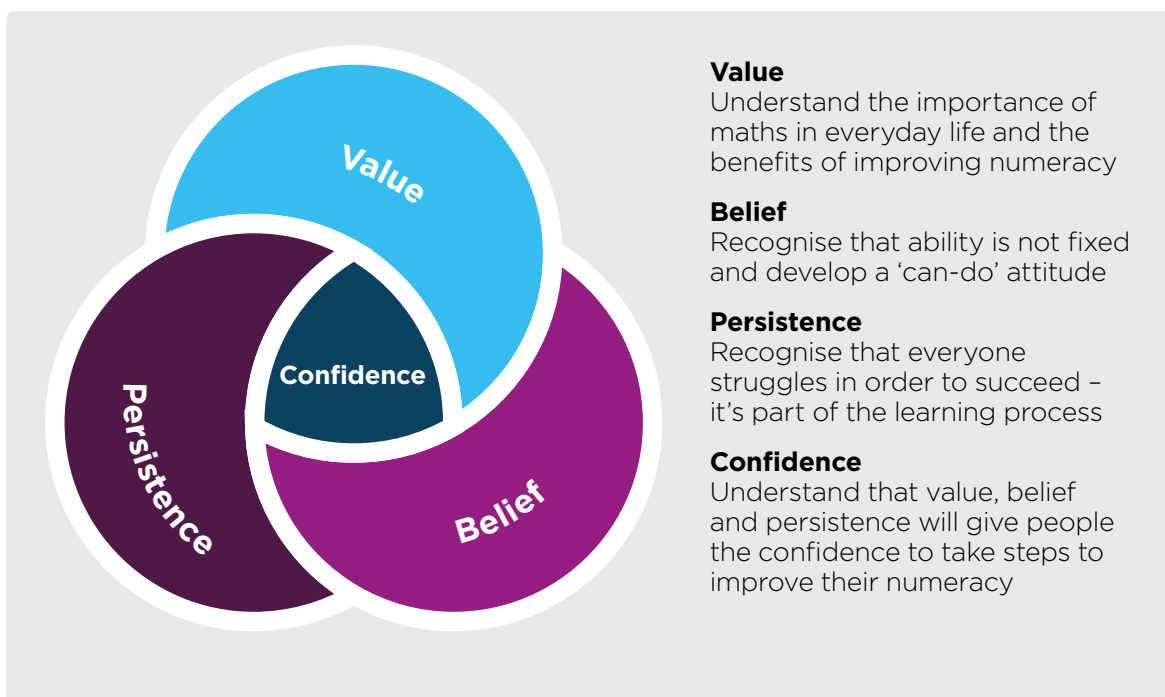 Value
Confidence
Persistence
Belief
Value
Understand the importance of
maths in everyday life and the
benefits of improving numeracy
Belief
Recognise that ability is not fixed
and develop a ‘can-do’ attitude
Persistence
Recognise that everyone
struggles in order to succeed –
it’s part of the learning process
Confidence
Understand that value, belief
and persistence will give people
the confidence to take steps to
improve their numeracy